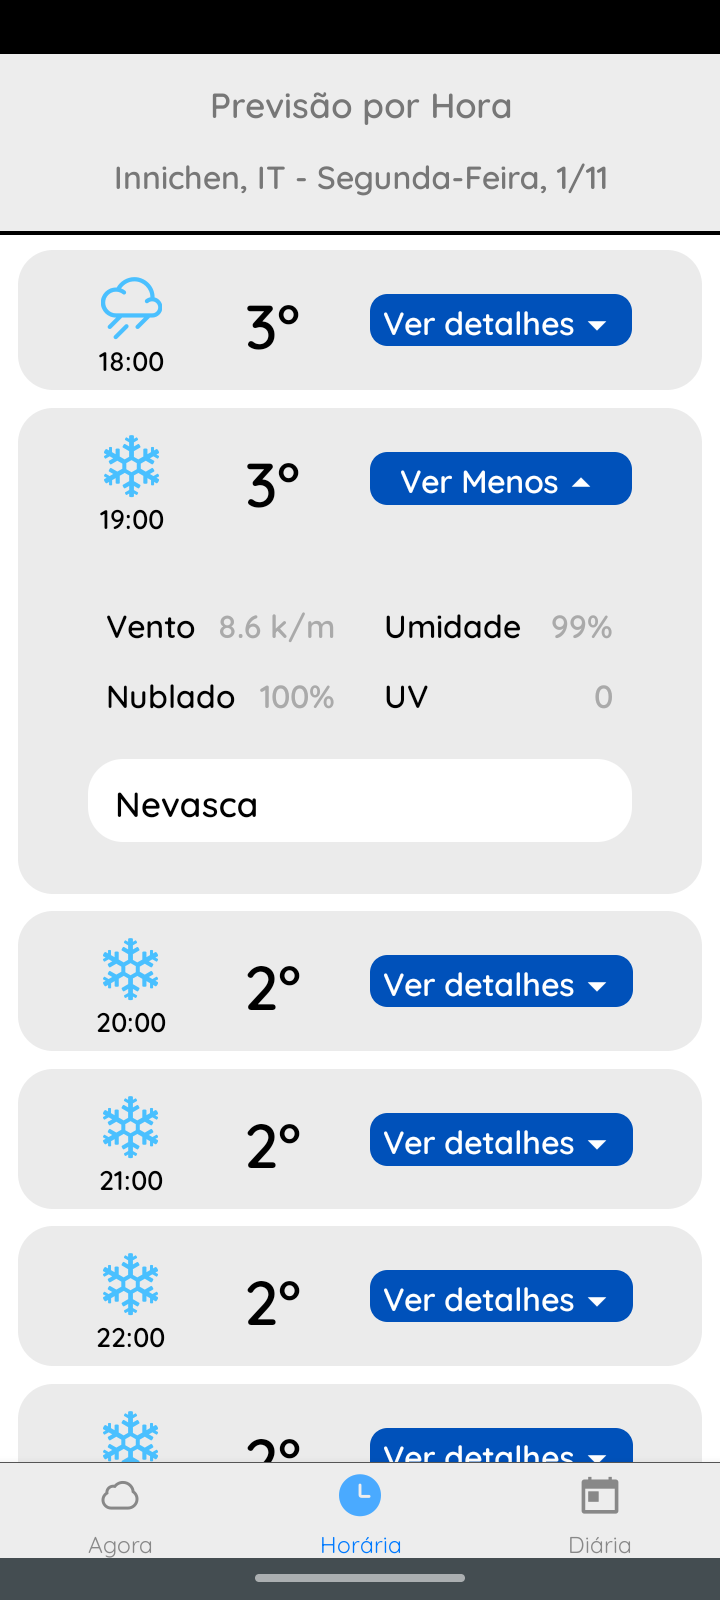 Previsão por Hora
Innichen, IT - Segunda-Feira, 1/11
18:00
3°
Ver detalhes
19:00
3°
Ver Menos
Vento 8.6 k/m Umidade 99%
Nublado 100% UV 0
Nevasca
20:00
2°
Ver detalhes
21:00
2°
Ver detalhes
22:00
2°
Ver detalhes
2°
Ver detalhes
Agora Horária Diária